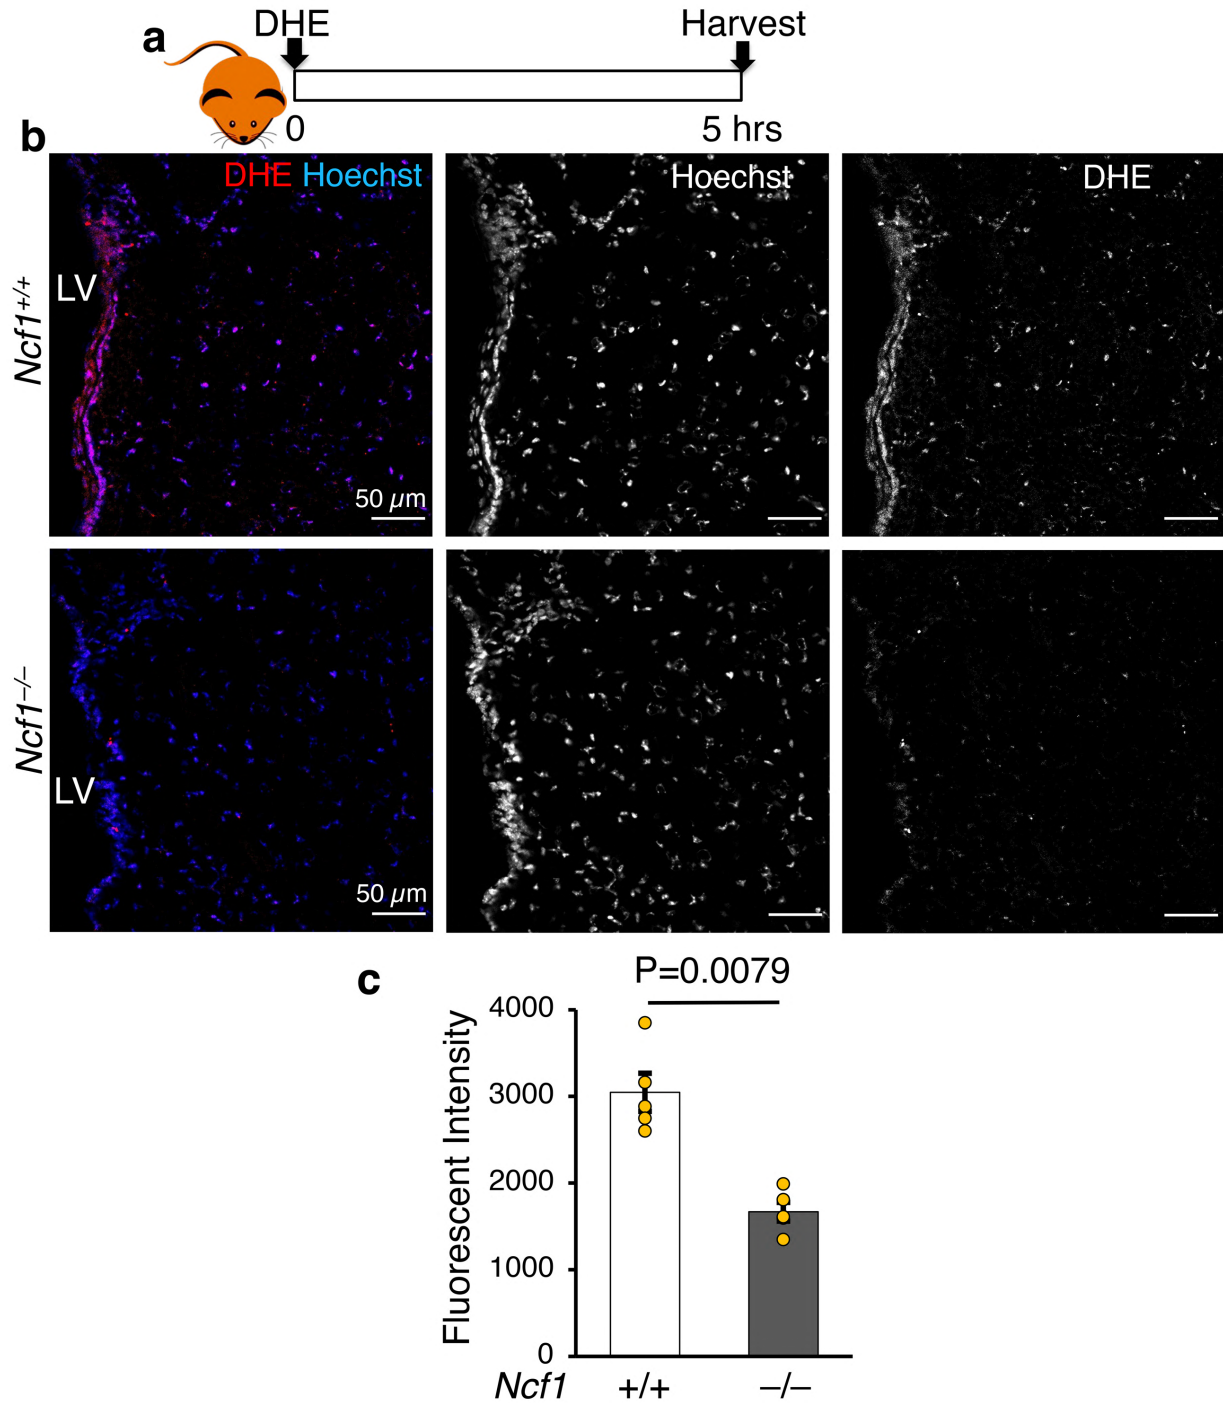 a
DHE
Harvest
0
5 hrs
b
DHE Hoechst
Hoechst
DHE
Ncf1+/+
LV
50 µm
Ncf1−/−
LV
50 µm
c
P=0.0079
Fluorescent Intensity
4000
3000
2000
1000
0
Ncf1
+/+
−/−